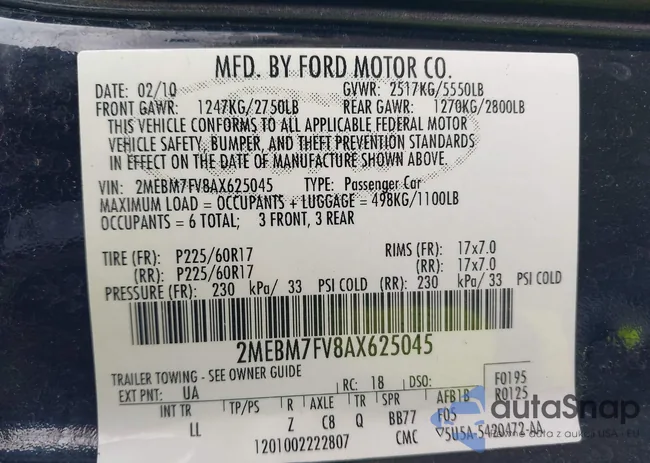 MFD. BY FORD MOTOR CO.
DATE: 02/10 GVWR: 2517KG/5550LB
FRONT GAWR: 1247KG/2750LB REAR GAWR: 1270KG/2800LB
THIS VEHICLE CONFORMS TO ALL APPLICABLE FEDERAL MOTOR
VEHICLE SAFETY, BUMPER, AND THEFT PREVENTION STANDARDS
IN EFFECT ON THE DATE OF MANUFACTURE SHOWN ABOVE.
VIN: 2MEBM7FV8AX625045 TYPE: Passenger Car
MAXIMUM LOAD = OCCUPANTS + LUGGAGE = 498KG/1100LB
OCCUPANTS = 6 TOTAL; 3 FRONT, 3 REAR
TIRE (FR): P225/60R17 RIMS (FR): 17x7.0
(RR): P225/60R17 (RR): 17x7.0
PRESSURE (FR): 230 kPa/ 33 PSI COLD (RR): 230 kPa/ 33 PSI COLD
2MEBM7FV8AX625045
TRAILER TOWING - SEE OWNER GUIDE
EXT PNT: UA RC: 18 DSO: F0195
INT TR TP/PS R AXLE TR SPR AFB1B R0125
LL Z C8 Q BB77 F05
1201002222807 CMC 5U5A-5420472-AA
autoSnap